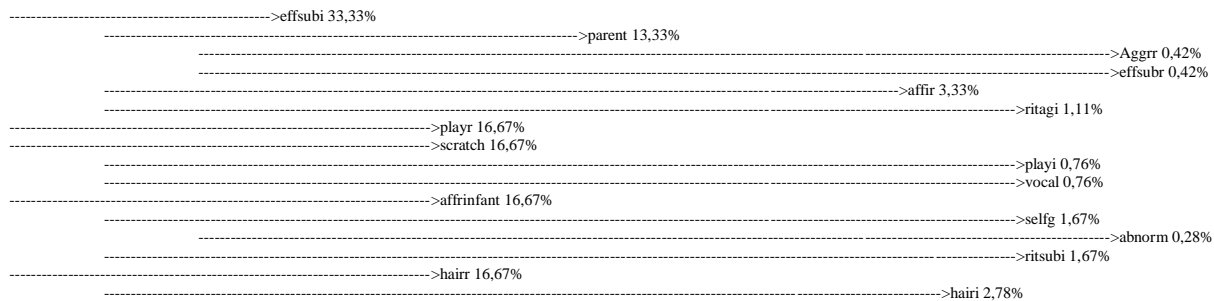 ---------------------------------------------->effsubi 33,33%
----------------------------------------------------------------------------------->parent 13,33%
---------------------------------------------------------------------------------------------------------------------------------------------------------------->Aggrr 0,42%
---------------------------------------------------------------------------------------------------------------------------------------------------------------->effsubr 0,42%
-------------------------------------------------------------------------------------------------------------------------------------------->affir 3,33%
---------------------------------------------------------------------------------------------------------------------------------------------------------------->ritagi 1,11%
-------------------------------------------------------------------------->playr 16,67%
-------------------------------------------------------------------------->scratch 16,67%
---------------------------------------------------------------------------------------------------------------------------------------------------------------->playi 0,76%
---------------------------------------------------------------------------------------------------------------------------------------------------------------->vocal 0,76%
-------------------------------------------------------------------------->affrinfant 16,67%
---------------------------------------------------------------------------------------------------------------------------------------------------------------->selfg 1,67%
---------------------------------------------------------------------------------------------------------------------------------------------------------------->abnorm 0,28%
---------------------------------------------------------------------------------------------------------------------------------------------------------------->ritsubi 1,67%
-------------------------------------------------------------------------->hairr 16,67%
--------------------------------------------------------------------------------------------------------------------------------------------------->hairi 2,78%